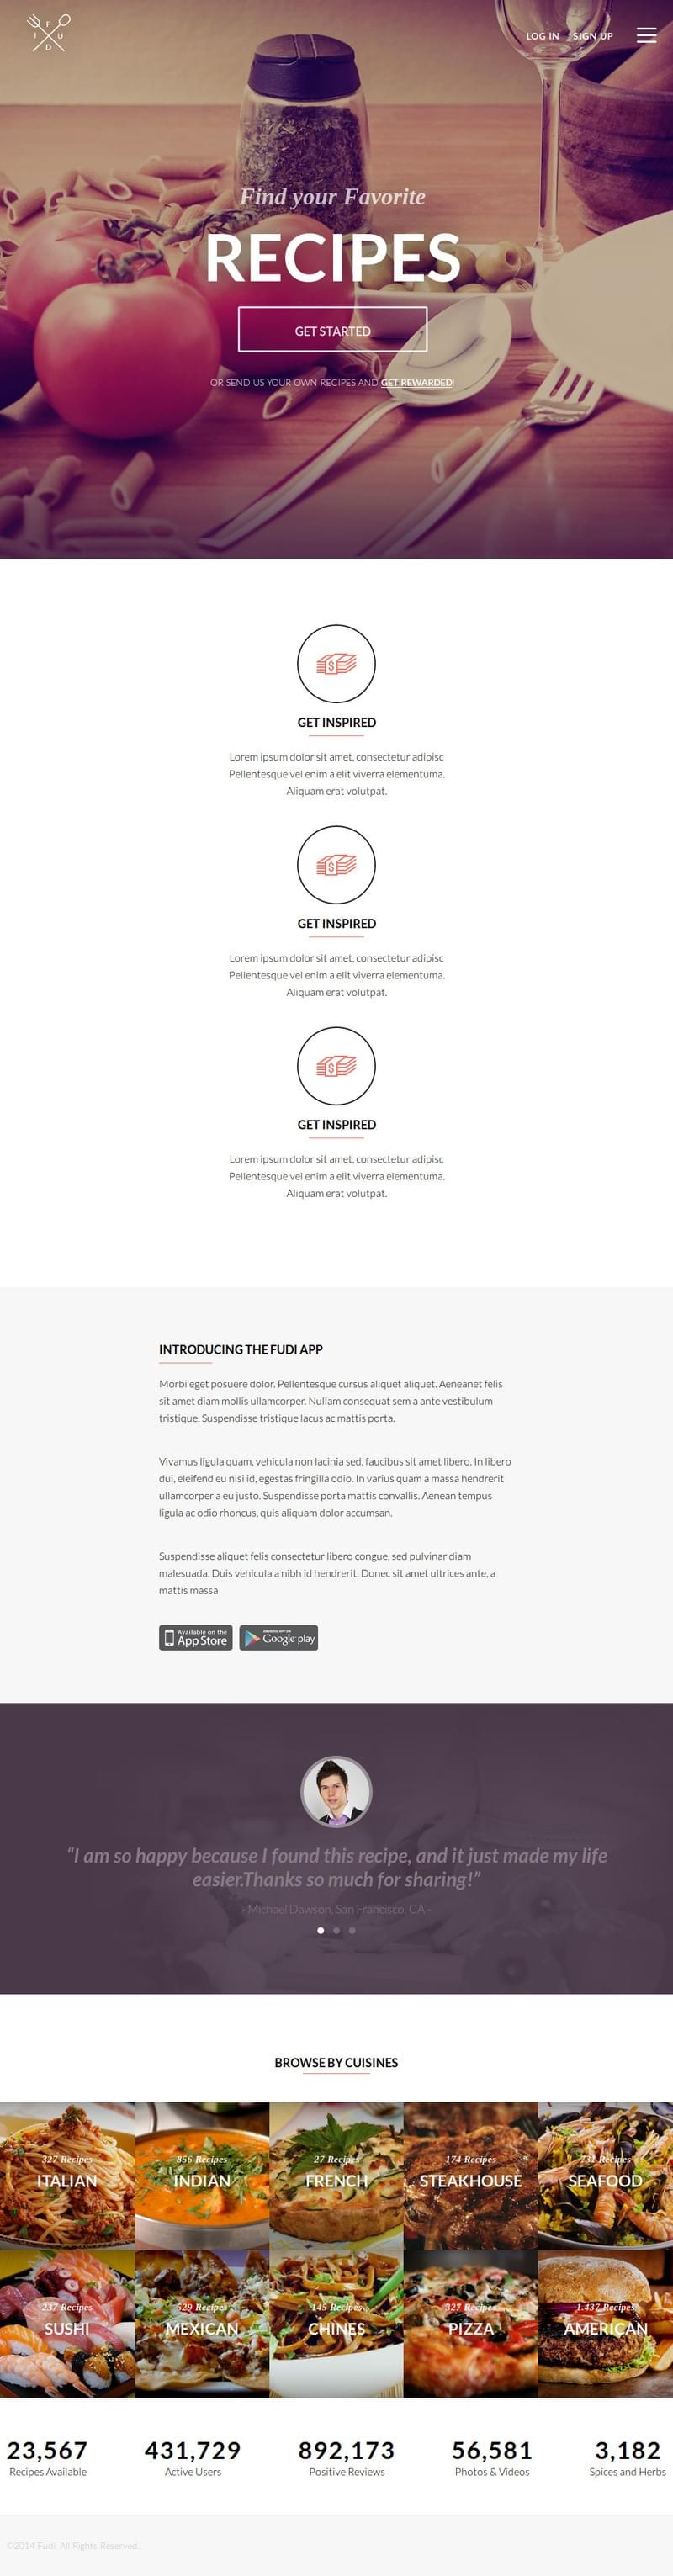 F
I U
D
LOG IN SIGN UP
Find your Favorite
RECIPES
GET STARTED
OR SEND US YOUR OWN RECIPES AND GET REWARDED!
$
GET INSPIRED
Lorem ipsum dolor sit amet, consectetur adipisc
Pellentesque vel enim a elit viverra elementuma.
Aliquam erat volutpat.
$
GET INSPIRED
Lorem ipsum dolor sit amet, consectetur adipisc
Pellentesque vel enim a elit viverra elementuma.
Aliquam erat volutpat.
$
GET INSPIRED
Lorem ipsum dolor sit amet, consectetur adipisc
Pellentesque vel enim a elit viverra elementuma.
Aliquam erat volutpat.
INTRODUCING THE FUDI APP
Morbi eget posuere dolor. Pellentesque cursus aliquet aliquet. Aeneanet felis
sit amet diam mollis ullamcorper. Nullam consequat sem a ante vestibulum
tristique. Suspendisse tristique lacus ac mattis porta.
Vivamus ligula quam, vehicula non lacinia sed, faucibus sit amet libero. In libero
dui, eleifend eu nisi id, egestas fringilla odio. In varius quam a massa hendrerit
ullamcorper a eu justo. Suspendisse porta mattis convallis. Aenean tempus
ligula ac odio rhoncus, quis aliquam dolor accumsan.
Suspendisse aliquet felis consectetur libero congue, sed pulvinar diam
malesuada. Duis vehicula a nibh id hendrerit. Donec sit amet ultrices ante, a
mattis massa
Available on the
App Store
ANDROID APP ON
Google play
“I am so happy because I found this recipe, and it just made my life
easier.Thanks so much for sharing!”
- Michael Dawson, San Francisco, CA -
BROWSE BY CUISINES
327 Recipes
ITALIAN
856 Recipes
INDIAN
27 Recipes
FRENCH
174 Recipes
STEAKHOUSE
731 Recipes
SEAFOOD
237 Recipes
SUSHI
529 Recipes
MEXICAN
145 Recipes
CHINES
327 Recipes
PIZZA
1.437 Recipes
AMERICAN
23,567
Recipes Available
431,729
Active Users
892,173
Positive Reviews
56,581
Photos & Videos
3,182
Spices and Herbs
©2014 Fudi. All Rights Reserved.